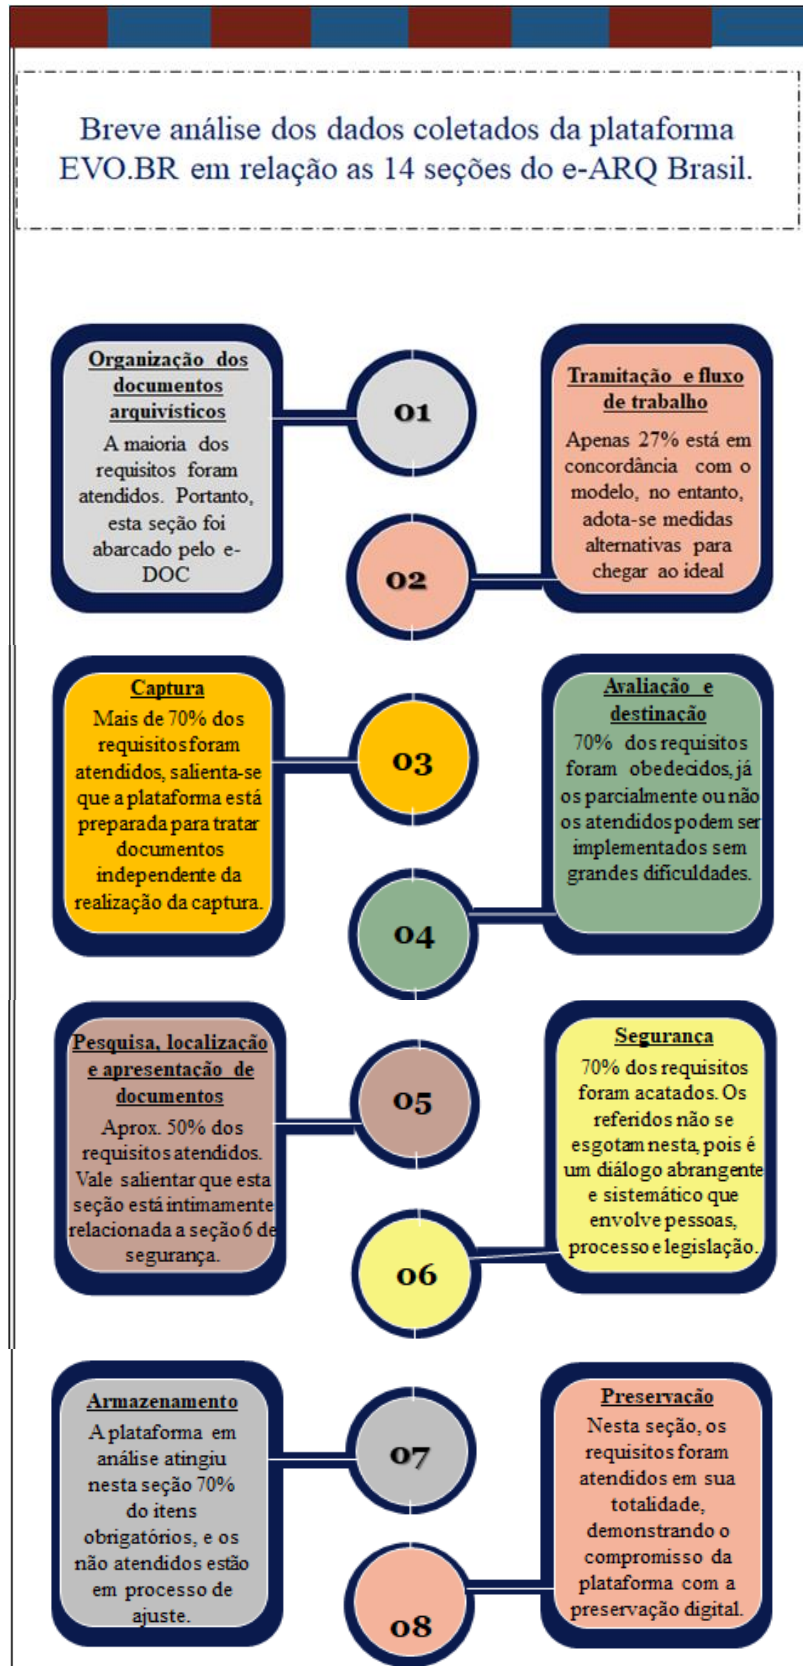 Breve análise dos dados coletados da plataforma
EVO.BR em relação as 14 seções do e-ARQ Brasil.
Organização dos
documentos
arquivísticos
A maioria dos
requisitos foram
atendidos. Portanto,
esta seção foi
abarcado pelo e-
DOC
01
Tramitação e fluxo
de trabalho
Apenas 27% está em
concordância com o
modelo, no entanto,
adota-se medidas
alternativas para
chegar ao ideal
02
Captura
Mais de 70% dos
requisitos foram
atendidos, salienta-se
que a plataforma está
preparada para tratar
documentos
independente da
realização da captura.
03
Avaliação e
destinação
70% dos requisitos
foram obedecidos, já
os parcialmente ou não
os atendidos podem ser
implementados sem
grandes dificuldades.
04
Pesquisa, localização
e apresentação de
documentos
Aprox. 50% dos
requisitos atendidos.
Vale salientar que esta
seção está intimamente
relacionada a seção 6 de
segurança.
05
Segurança
70% dos requisitos
foram acatados. Os
referidos não se
esgotam nesta, pois é
um diálogo abrangente
e sistemático que
envolve pessoas,
processo e legislação.
06
Armazenamento
A plataforma em
análise atingiu
nesta seção 70%
do itens
obrigatórios, e os
não atendidos estão
em processo de
ajuste.
07
Preservação
Nesta seção, os
requisitos foram
atendidos em sua
totalidade,
demonstrando o
compromisso da
plataforma com a
preservação digital.
08